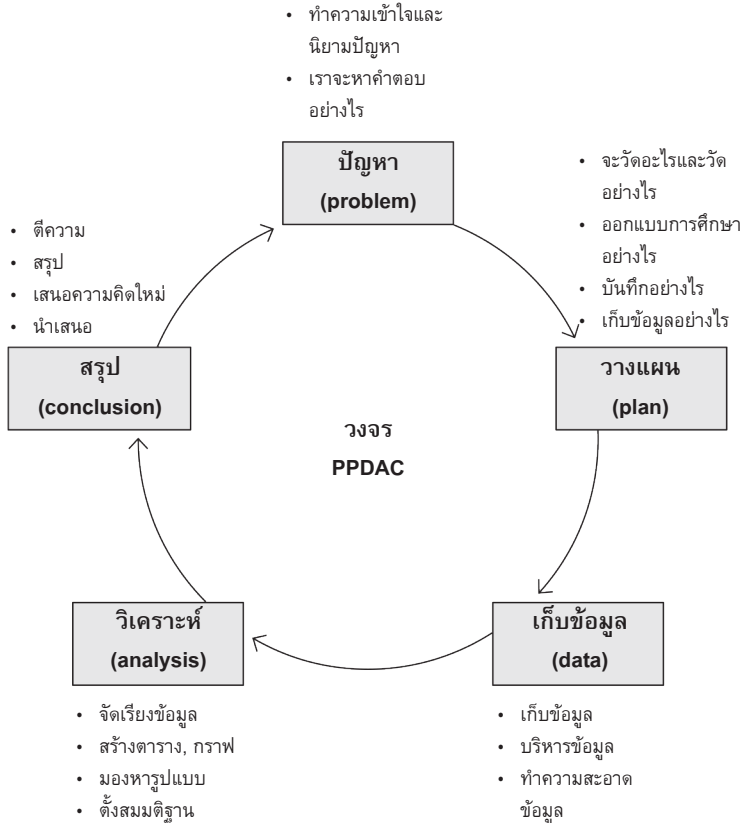 • ทำความเข้าใจและ
นิยามปัญหา
• เราจะหาคำตอบ
อย่างไร
ปัญหา
(problem)
• จะวัดอะไรและวัด
อย่างไร
• ออกแบบการศึกษา
อย่างไร
• บันทึกอย่างไร
• เก็บข้อมูลอย่างไร
วางแผน
(plan)
เก็บข้อมูล
(data)
• เก็บข้อมูล
• บริหารข้อมูล
• ทำความสะอาด
ข้อมูล
วิเคราะห์
(analysis)
• จัดเรียงข้อมูล
• สร้างตาราง, กราฟ
• มองหารูปแบบ
• ตั้งสมมติฐาน
• ตีความ
• สรุป
• เสนอความคิดใหม่
• นำเสนอ
สรุป
(conclusion)
วงจร
PPDAC